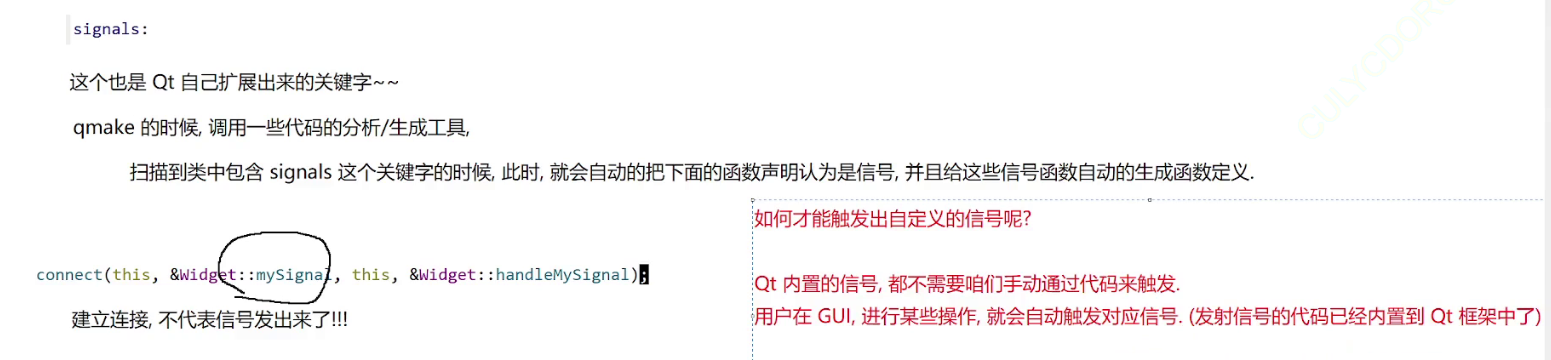 signals:
这个也是 Qt 自己扩展出来的关键字~~
qmake 的时候, 调用一些代码的分析/生成工具,
扫描到类中包含 signals 这个关键字的时候, 此时, 就会自动的把下面的函数声明认为是信号, 并且给这些信号函数自动的生成函数定义.
connect(this, &Widget::mySignal, this, &Widget::handleMySignal);
建立连接, 不代表信号发出来了!!!
如何才能触发出自定义的信号呢?
Qt 内置的信号, 都不需要咱们手动通过代码来触发.
用户在 GUI, 进行某些操作, 就会自动触发对应信号. (发射信号的代码已经内置到 Qt 框架中了)